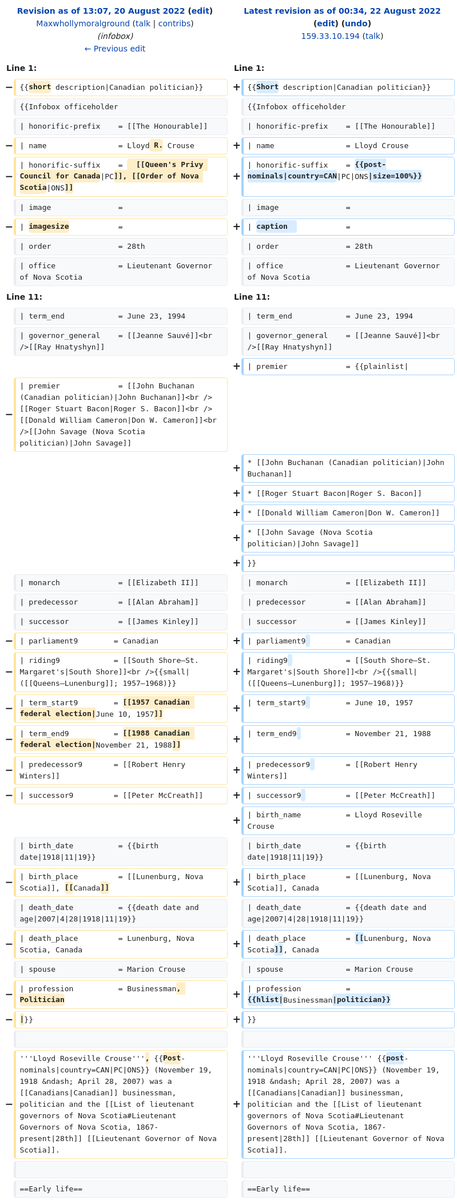 Revision as of 13:07, 20 August 2022 (edit)
Maxwhollymoralground (talk | contribs)
(infobox)
← Previous edit
Latest revision as of 00:34, 22 August 2022
(edit) (undo)
159.33.10.194 (talk)
Line 1:
Line 1:
− {{short description|Canadian politician}}
+ {{Short description|Canadian politician}}
{{Infobox officeholder
{{Infobox officeholder
| honorific-prefix = [[The Honourable]]
| honorific-prefix = [[The Honourable]]
− | name = Lloyd R. Crouse
+ | name = Lloyd Crouse
− | honorific-suffix = [[Queen's Privy
Council for Canada|PC]], [[Order of Nova
Scotia|ONS]]
+ | honorific-suffix = {{post-
nominals|country=CAN|PC|ONS|size=100%}}
| image =
| image =
− | imagesize =
+ | caption =
| order = 28th
| order = 28th
| office = Lieutenant Governor
of Nova Scotia
| office = Lieutenant Governor
of Nova Scotia
Line 11:
Line 11:
| term_end = June 23, 1994
| term_end = June 23, 1994
| governor_general = [[Jeanne Sauvé]]<br
/>[[Ray Hnatyshyn]]
| governor_general = [[Jeanne Sauvé]]<br
/>[[Ray Hnatyshyn]]
+ | premier = {{plainlist|
− | premier = [[John Buchanan
(Canadian politician)|John Buchanan]]<br />
[[Roger Stuart Bacon|Roger S. Bacon]]<br />
[[Donald William Cameron|Don W. Cameron]]<br
/>[[John Savage (Nova Scotia
politician)|John Savage]]
+ * [[John Buchanan (Canadian politician)|John
Buchanan]]
+ * [[Roger Stuart Bacon|Roger S. Bacon]]
+ * [[Donald William Cameron|Don W. Cameron]]
+ * [[John Savage (Nova Scotia
politician)|John Savage]]
+ }}
| monarch = [[Elizabeth II]]
| monarch = [[Elizabeth II]]
| predecessor = [[Alan Abraham]]
| predecessor = [[Alan Abraham]]
| successor = [[James Kinley]]
| successor = [[James Kinley]]
− | parliament9 = Canadian
+ | parliament9 = Canadian
− | riding9 = [[South Shore—St.
Margaret's|South Shore]]<br />{{small|
([[Queens—Lunenburg]]; 1957–1968)}}
+ | riding9 = [[South Shore—St.
Margaret's|South Shore]]<br />{{small|
([[Queens—Lunenburg]]; 1957–1968)}}
− | term_start9 = [[1957 Canadian
federal election|June 10, 1957]]
+ | term_start9 = June 10, 1957
− | term_end9 = [[1988 Canadian
federal election|November 21, 1988]]
+ | term_end9 = November 21, 1988
− | predecessor9 = [[Robert Henry
Winters]]
+ | predecessor9 = [[Robert Henry
Winters]]
− | successor9 = [[Peter McCreath]]
+ | successor9 = [[Peter McCreath]]
+ | birth_name = Lloyd Roseville
Crouse
| birth_date = {{birth
date|1918|11|19}}
| birth_date = {{birth
date|1918|11|19}}
− | birth_place = [[Lunenburg, Nova
Scotia]], [[Canada]]
+ | birth_place = [[Lunenburg, Nova
Scotia]], Canada
| death_date = {{death date and
age|2007|4|28|1918|11|19}}
| death_date = {{death date and
age|2007|4|28|1918|11|19}}
− | death_place = Lunenburg, Nova
Scotia, Canada
+ | death_place = [[Lunenburg, Nova
Scotia]], Canada
| spouse = Marion Crouse
| spouse = Marion Crouse
− | profession = Businessman,
Politician
+ | profession =
{{hlist|Businessman|politician}}
− |}}
+ }}
− '''Lloyd Roseville Crouse''', {{Post-
nominals|country=CAN|PC|ONS}} (November 19,
1918 &ndash; April 28, 2007) was a
[[Canadians|Canadian]] businessman,
politician and the [[List of lieutenant
governors of Nova Scotia#Lieutenant
Governors of Nova Scotia, 1867-
present|28th]] [[Lieutenant Governor of Nova
Scotia]].
+ '''Lloyd Roseville Crouse''' {{post-
nominals|country=CAN|PC|ONS}} (November 19,
1918 &ndash; April 28, 2007) was a
[[Canadians|Canadian]] businessman,
politician and the [[List of lieutenant
governors of Nova Scotia#Lieutenant
Governors of Nova Scotia, 1867-
present|28th]] [[Lieutenant Governor of Nova
Scotia]].
==Early life==
==Early life==